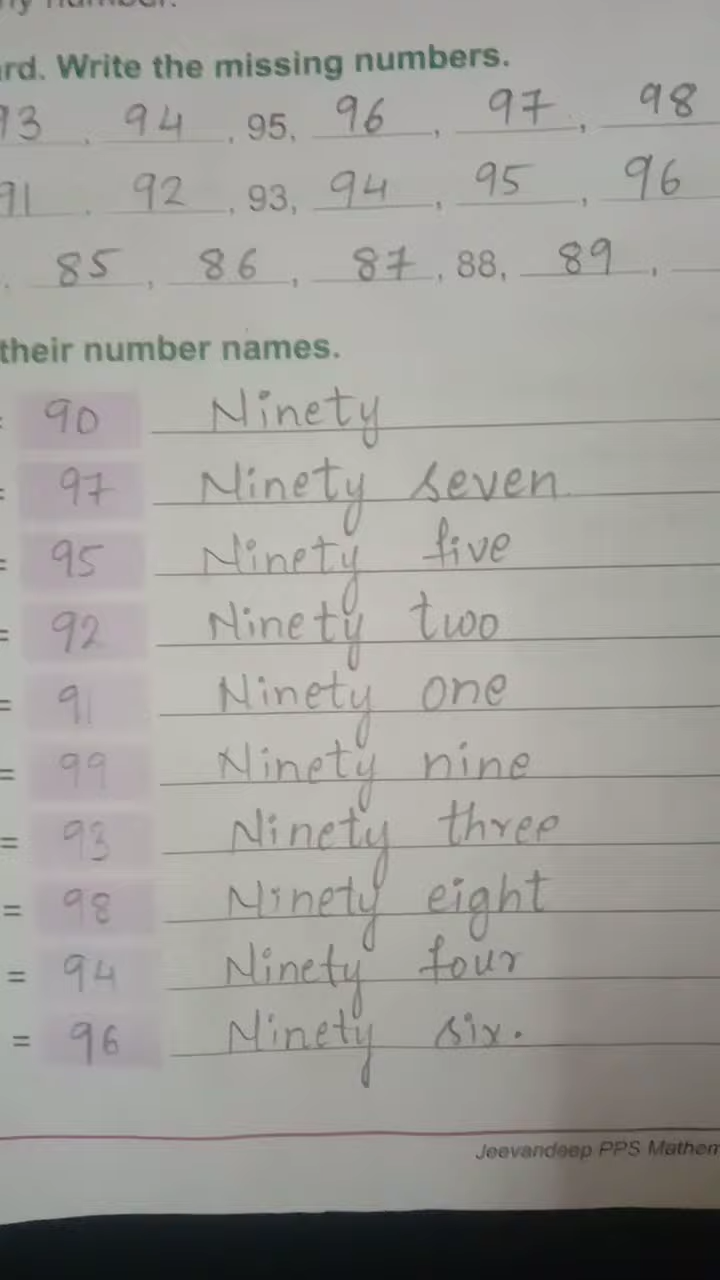 ny number.
rd. Write the missing numbers.
93, 94, 95, 96, 97, 98
91, 92, 93, 94, 95, 96
, 85, 86, 87, 88, 89,
their number names.
= 90 Ninety
= 97 Ninety seven
= 95 Ninety five
= 92 Ninety two
= 91 Ninety one
= 99 Ninety nine
= 93 Ninety three
= 98 Ninety eight
= 94 Ninety four
= 96 Ninety six.
Jeevandeep PPS Mathem